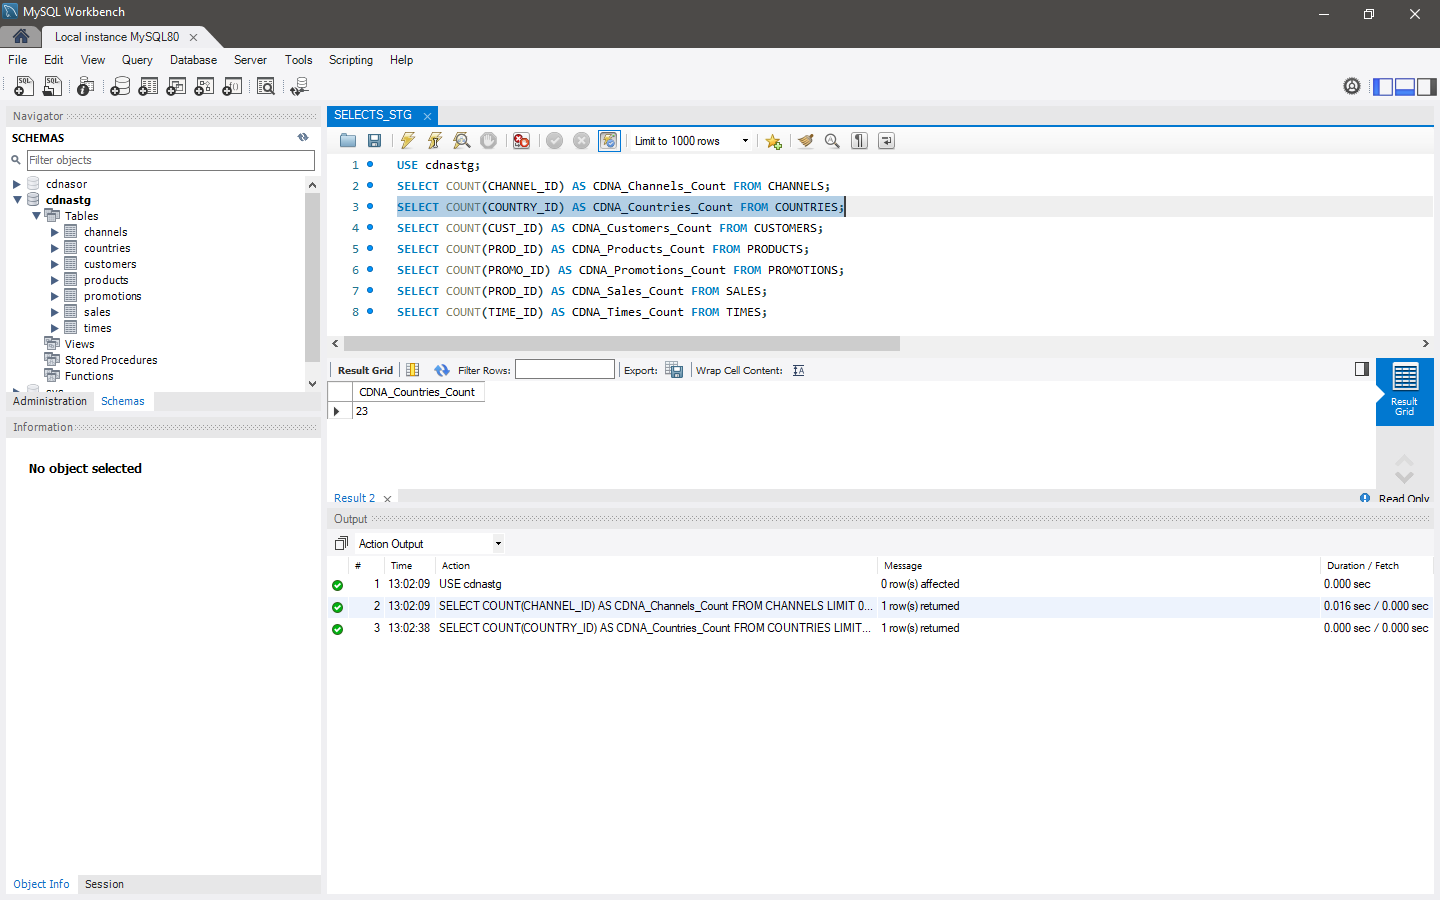 MySQL Workbench
Local instance MySQL80
File Edit View Query Database Server Tools Scripting Help
Navigator
SCHEMAS
Filter objects
cdnasor
cdnastg
Tables
channels
countries
customers
products
promotions
sales
times
Views
Stored Procedures
Functions
Administration Schemas
Information
No object selected
Object Info Session
SELECTS_STG
Limit to 1000 rows
1 USE cdnastg;
2 SELECT COUNT(CHANNEL_ID) AS CDNA_Channels_Count FROM CHANNELS;
3 SELECT COUNT(COUNTRY_ID) AS CDNA_Countries_Count FROM COUNTRIES;
4 SELECT COUNT(CUST_ID) AS CDNA_Customers_Count FROM CUSTOMERS;
5 SELECT COUNT(PROD_ID) AS CDNA_Products_Count FROM PRODUCTS;
6 SELECT COUNT(PROMO_ID) AS CDNA_Promotions_Count FROM PROMOTIONS;
7 SELECT COUNT(PROD_ID) AS CDNA_Sales_Count FROM SALES;
8 SELECT COUNT(TIME_ID) AS CDNA_Times_Count FROM TIMES;
Result Grid Filter Rows: Export: Wrap Cell Content:
CDNA_Countries_Count
23
Result
Grid
Result 2
Read Only
Output
Action Output
# Time Action Message Duration / Fetch
1 13:02:09 USE cdnastg 0 row(s) affected 0.000 sec
2 13:02:09 SELECT COUNT(CHANNEL_ID) AS CDNA_Channels_Count FROM CHANNELS LIMIT 0... 1 row(s) returned 0.016 sec / 0.000 sec
3 13:02:38 SELECT COUNT(COUNTRY_ID) AS CDNA_Countries_Count FROM COUNTRIES LIMIT... 1 row(s) returned 0.000 sec / 0.000 sec